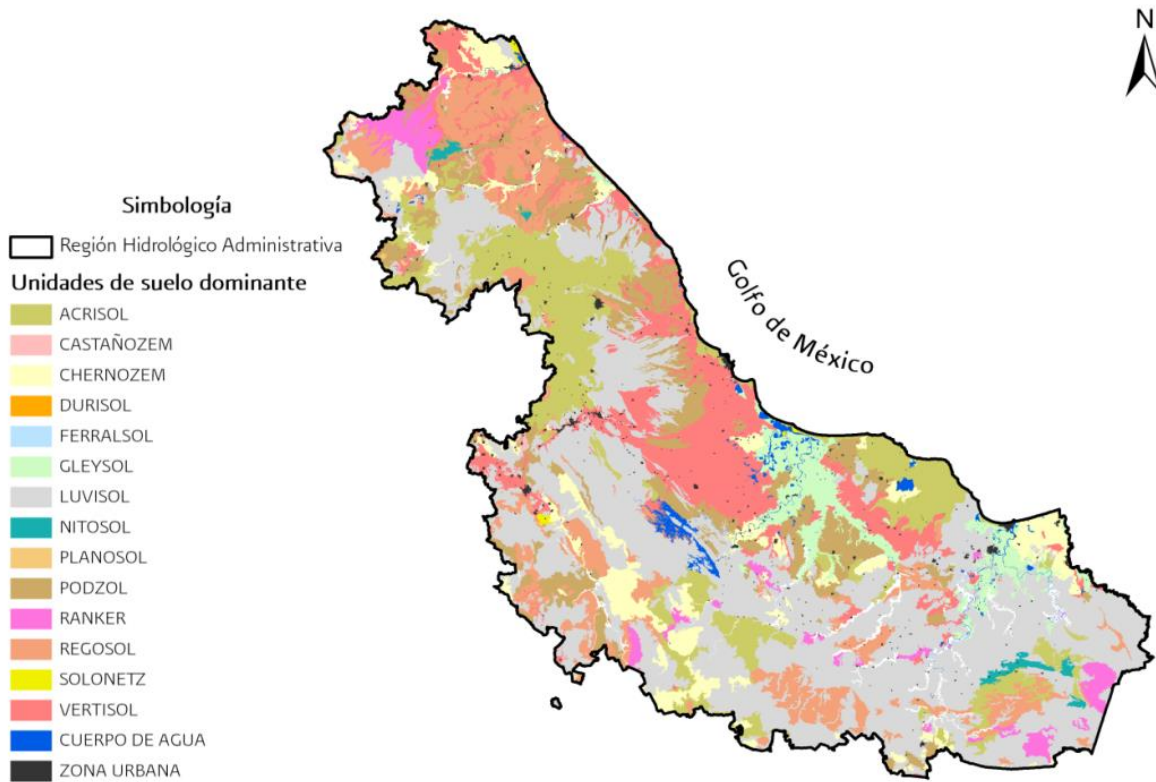 N
Golfo de México
Simbología
Región Hidrológico Administrativa
Unidades de suelo dominante
ACRISOL
CASTAÑOZEM
CHERNOZEM
DURISOL
FERRALSOL
GLEYSOL
LUVISOL
NITOSOL
PLANOSOL
PODZOL
RANKER
REGOSOL
SOLONETZ
VERTISOL
CUERPO DE AGUA
ZONA URBANA